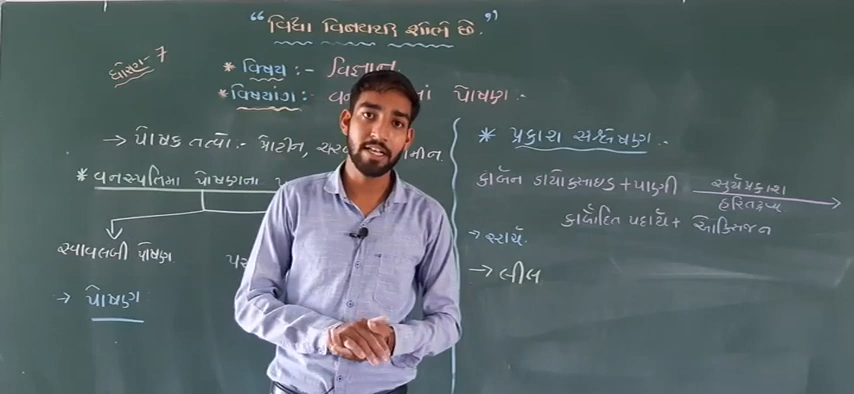 “ વિદ્યા વિનયથી શોભે છે. ”
ધોરણ - 7
* વિષય :- વિજ્ઞાન
* વિષયાંગ :- પોષણ -
→ પોષક તત્વો - પ્રોટીન,
* વનસ્પતિમાં પોષણના
સ્વાવલંબી પોષણ
→ પોષણ
* પ્રકાશ સંશ્લેષણ -
કાર્બન ડાયોક્સાઇડ + પાણી સૂર્યપ્રકાશ
હરિતદ્રવ્ય
કાર્બોદિત પદાર્થ + ઓક્સિજન
→ સ્ટાર્ચ
→ લીલ